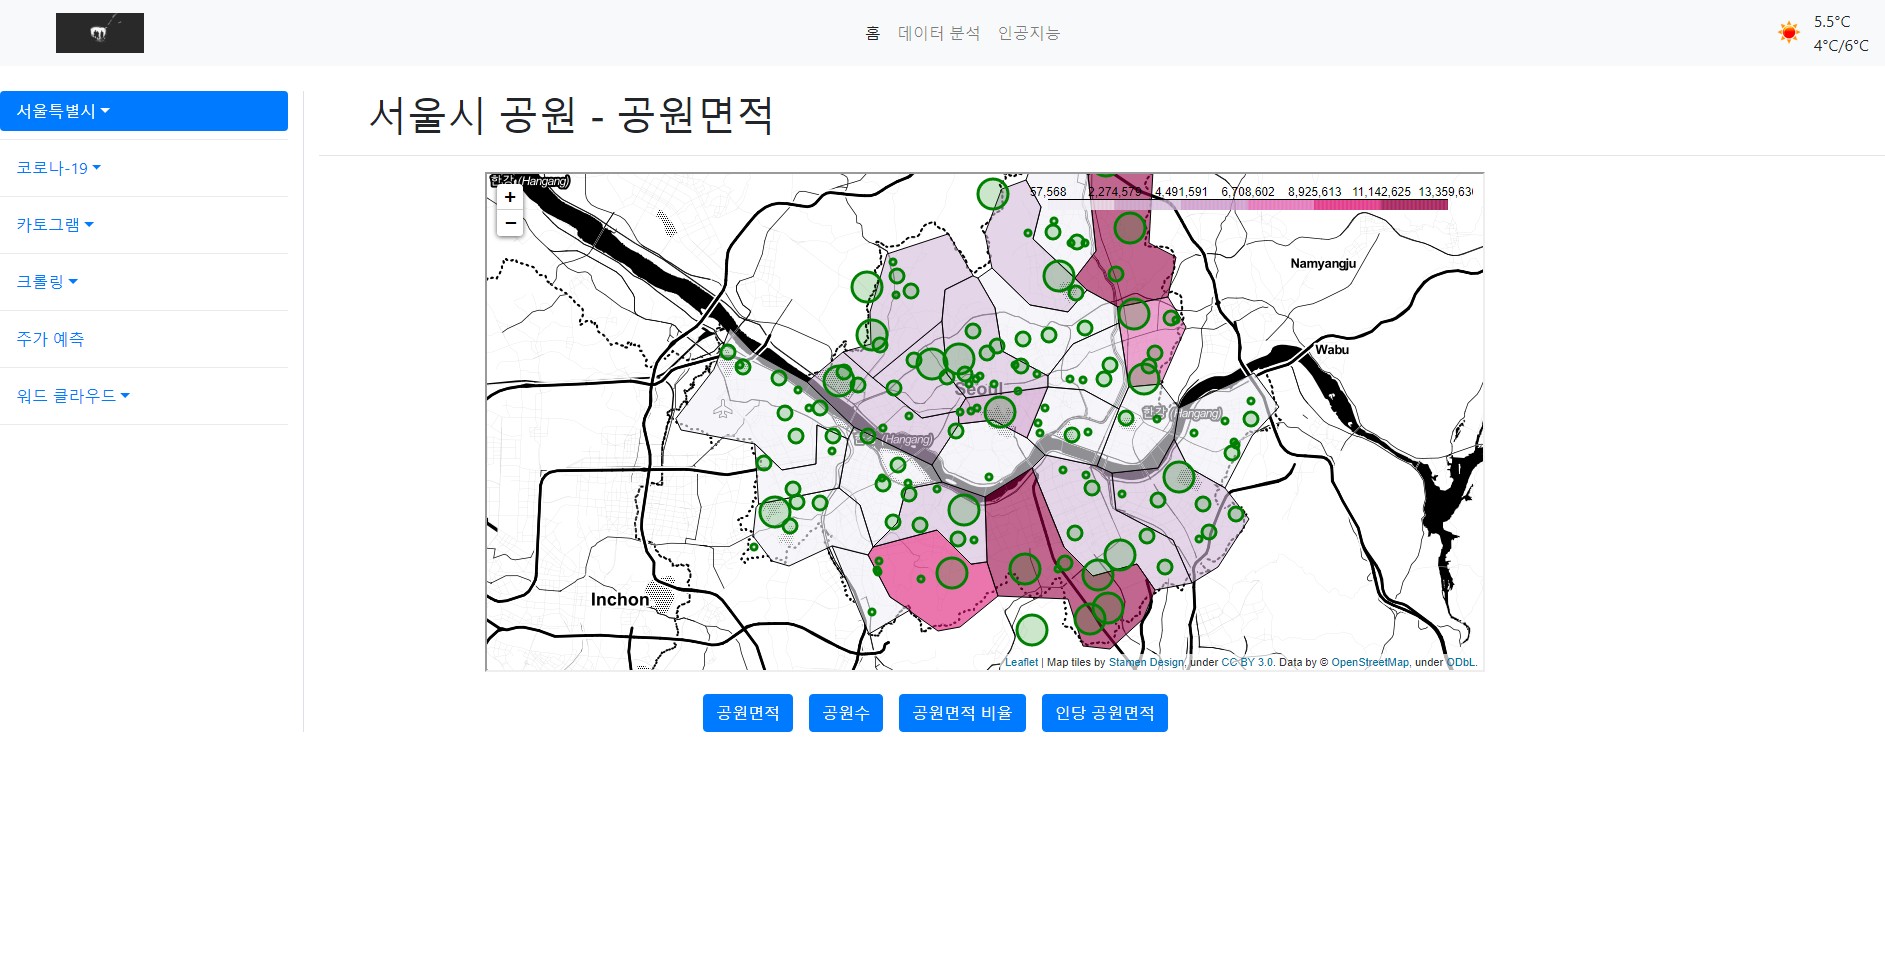 홈 데이터 분석 인공지능
5.5°C
4°C/6°C
서울특별시
코로나-19
카토그램
크롤링
주가 예측
워드 클라우드
서울시 공원 - 공원면적
한강 (Hangang)
+
−
57,568 2,274,579 4,491,591 6,708,602 8,925,613 11,142,625 13,359,636
Namyangju
Wabu
Seoul
한강 (Hangang)
(Hangang)
Inchon
Leaflet | Map tiles by Stamen Design, under CC BY 3.0. Data by © OpenStreetMap, under ODbL.
공원면적 공원수 공원면적 비율 인당 공원면적